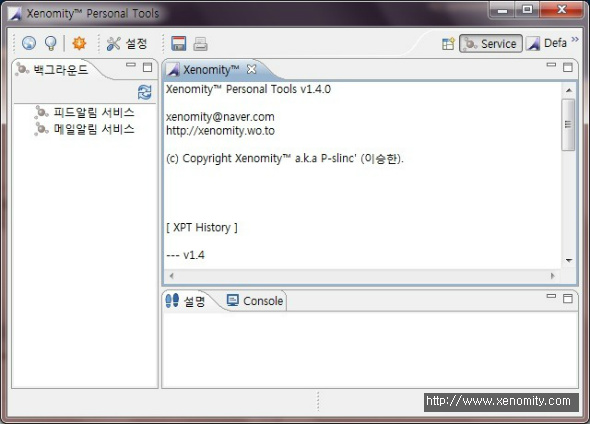 Xenomity™ Personal Tools
설정
Service
Defa
백그라운드
피드알림 서비스
메일알림 서비스
Xenomity™
Xenomity™ Personal Tools v1.4.0
xenomity@naver.com
http://xenomity.wo.to
(c) Copyright Xenomity™ a.k.a P-slinc' (이승한).
[ XPT History ]
--- v1.4
설명
Console
http://www.xenomity.com